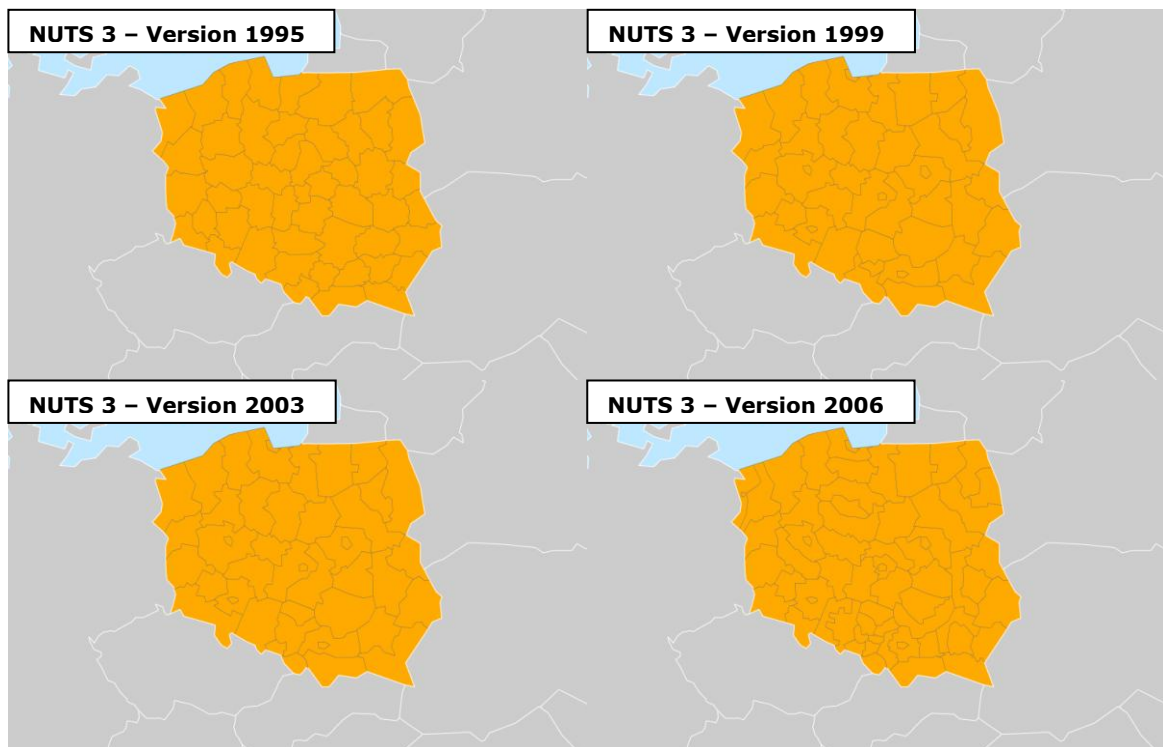 NUTS 3 – Version 1995
NUTS 3 – Version 1999
NUTS 3 – Version 2003
NUTS 3 – Version 2006